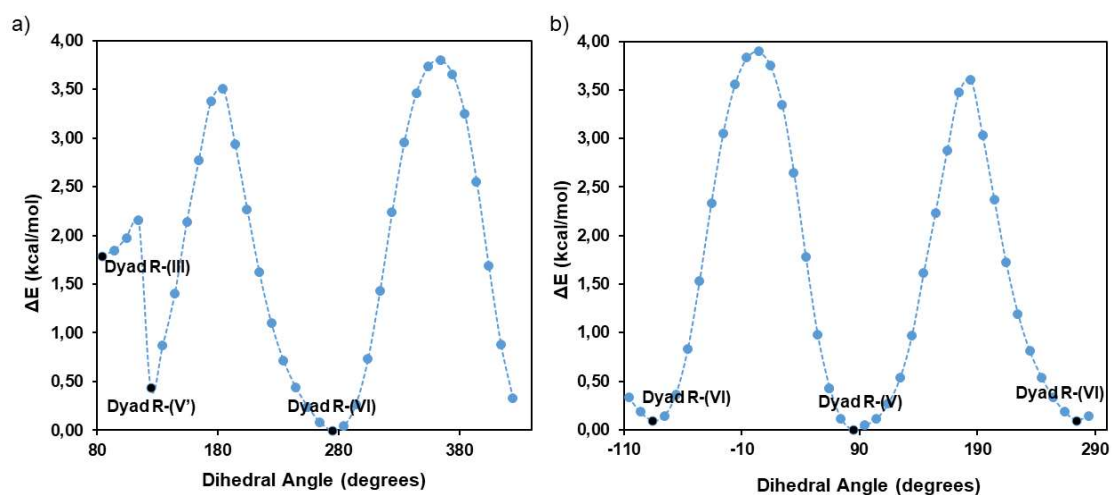 a)
4,00
3,50
3,00
2,50
2,00
1,50
1,00
0,50
0,00
ΔE (kcal/mol)
Dyad R-(III)
Dyad R-(V')
Dyad R-(VI)
80
180
280
380
Dihedral Angle (degrees)
b)
4,00
3,50
3,00
2,50
2,00
1,50
1,00
0,50
0,00
ΔE (kcal/mol)
Dyad R-(VI)
Dyad R-(V)
Dyad R-(VI)
-110
-10
90
190
290
Dihedral Angle (degrees)